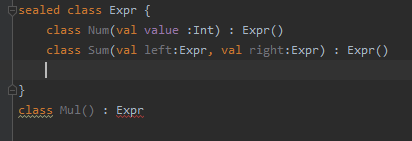 sealed class Expr {
class Num(val value :Int) : Expr()
class Sum(val left:Expr, val right:Expr) : Expr()
}
class Mul() : Expr